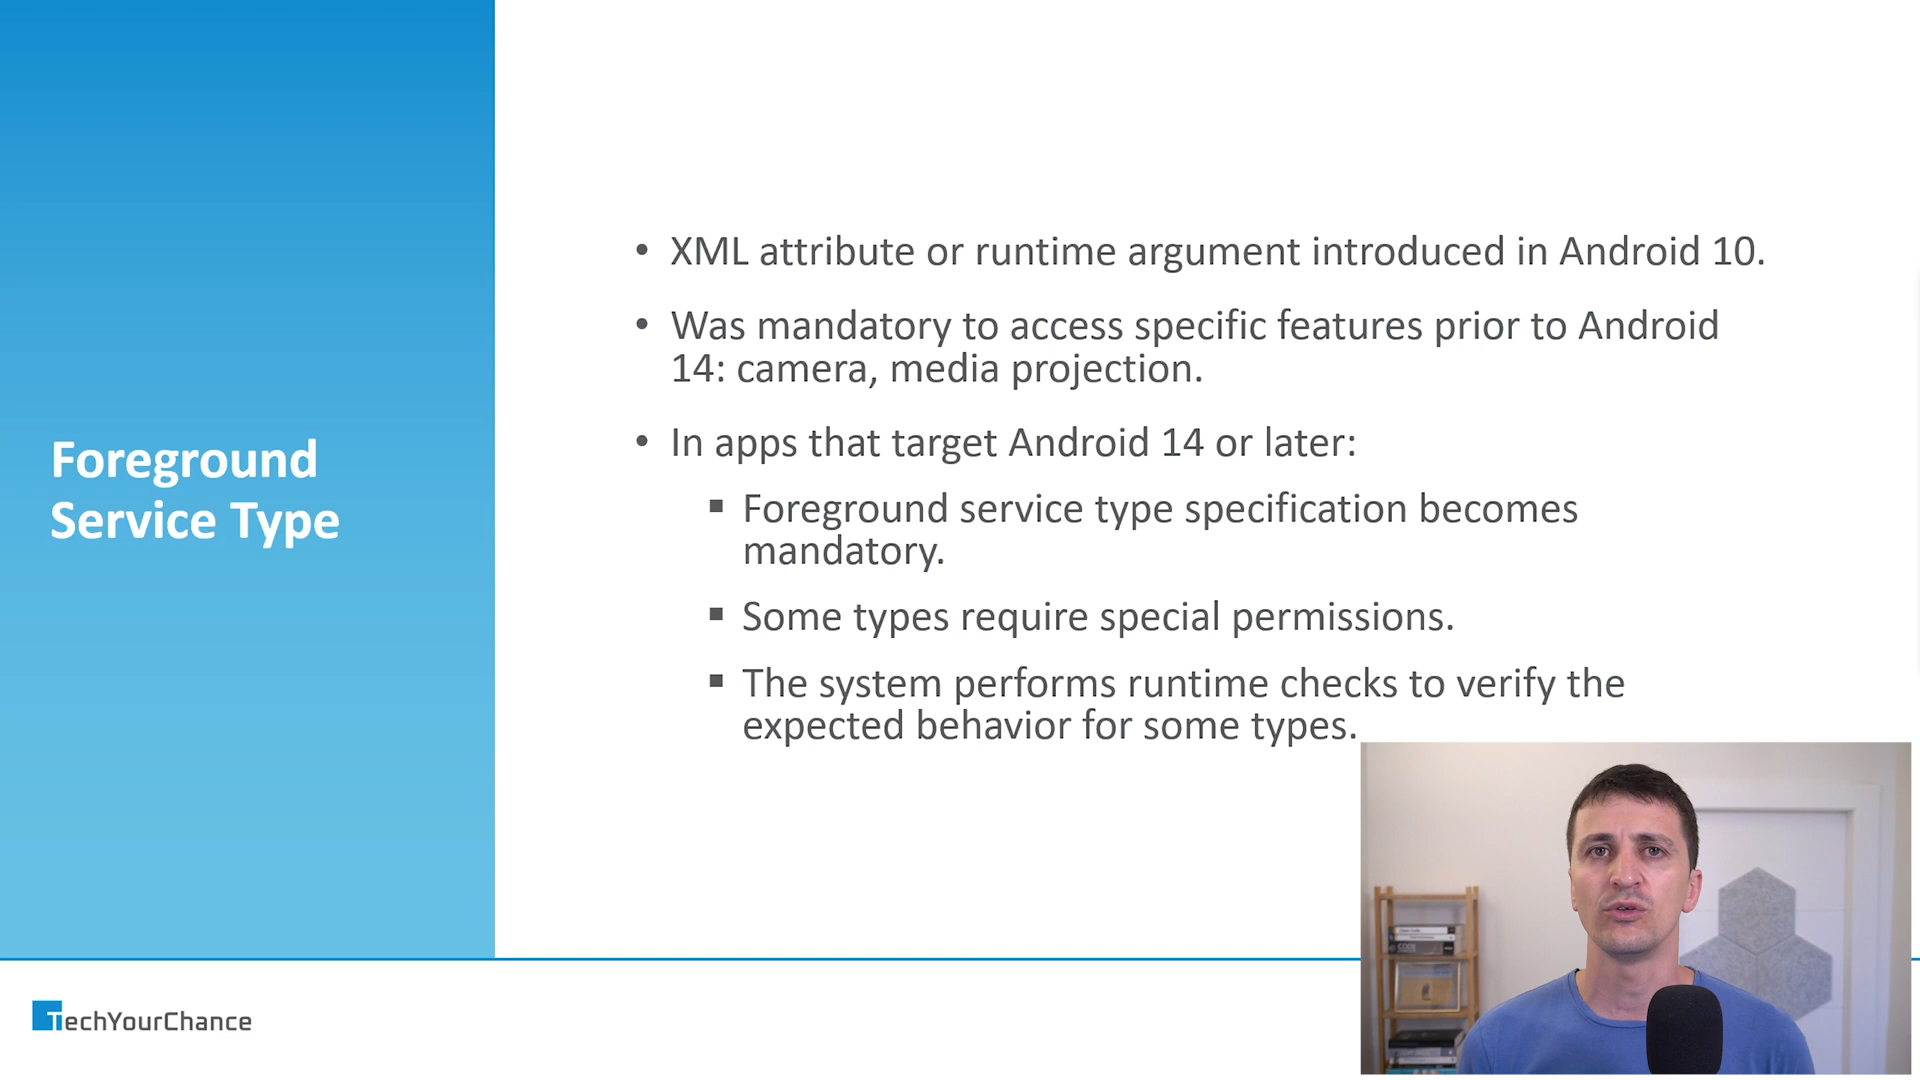 Foreground
Service Type
• XML attribute or runtime argument introduced in Android 10.
• Was mandatory to access specific features prior to Android
14: camera, media projection.
• In apps that target Android 14 or later:
▪ Foreground service type specification becomes
mandatory.
▪ Some types require special permissions.
▪ The system performs runtime checks to verify the
expected behavior for some types.
TechYourChance